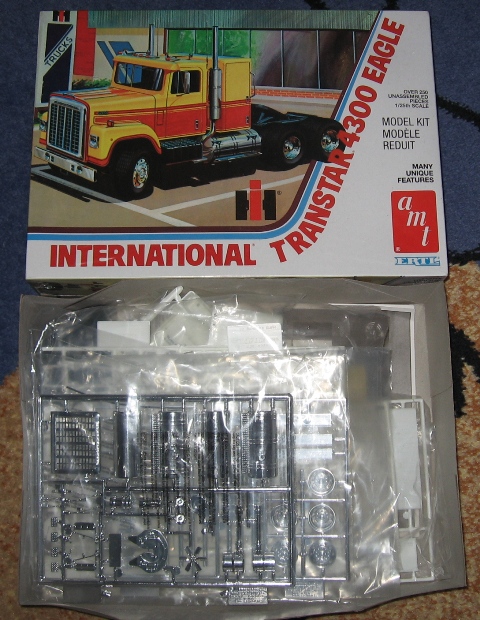 TRUCKS
OVER 250
UNASSEMBLED
PIECES
1/25th SCALE
MODEL KIT
MODÈLE
REDUIT
MANY
UNIQUE
FEATURES
amt
ERTL
IH
INTERNATIONAL® TRANSTAR 4300 EAGLE